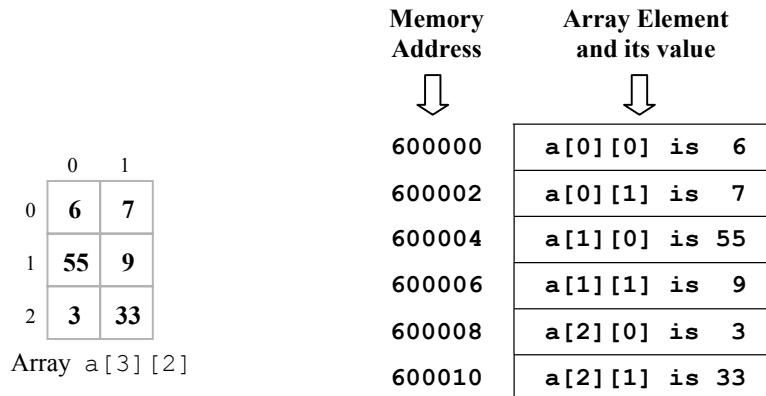 Memory Address
Array Element and its value
600000 a[0][0] is 6
600002 a[0][1] is 7
600004 a[1][0] is 55
600006 a[1][1] is 9
600008 a[2][0] is 3
600010 a[2][1] is 33
0 1
0 6 7
1 55 9
2 3 33
Array a[3][2]